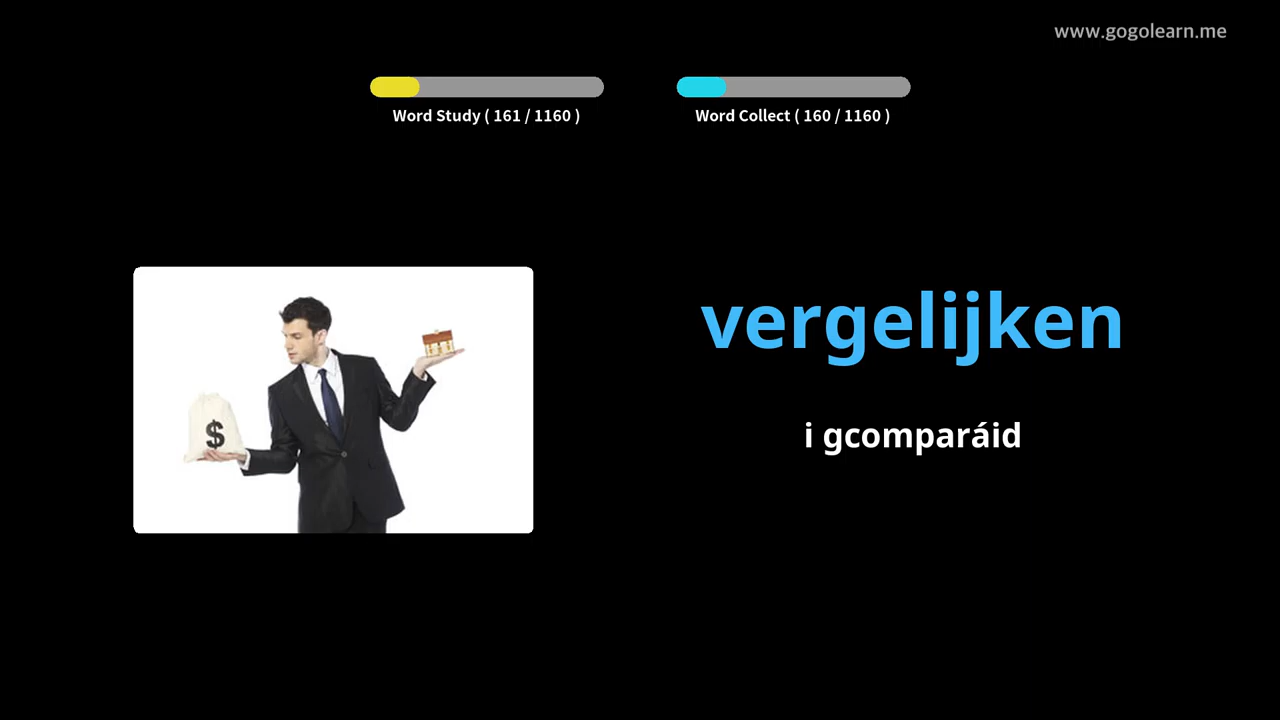 www.gogolearn.me
Word Study ( 161 / 1160 )
Word Collect ( 160 / 1160 )
vergelijken
i gcomparáid
$